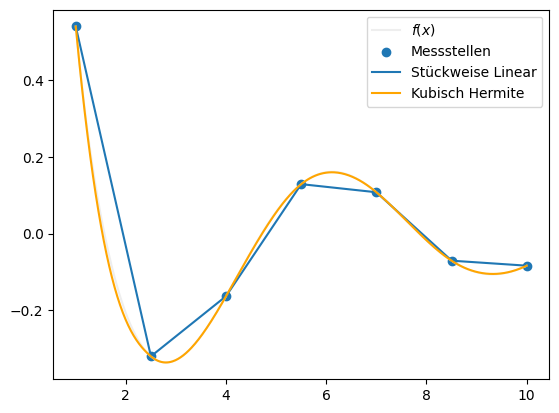 f(x)
Messstellen
Stückweise Linear
Kubisch Hermite
0.4
0.2
0.0
−0.2
2 4 6 8 10